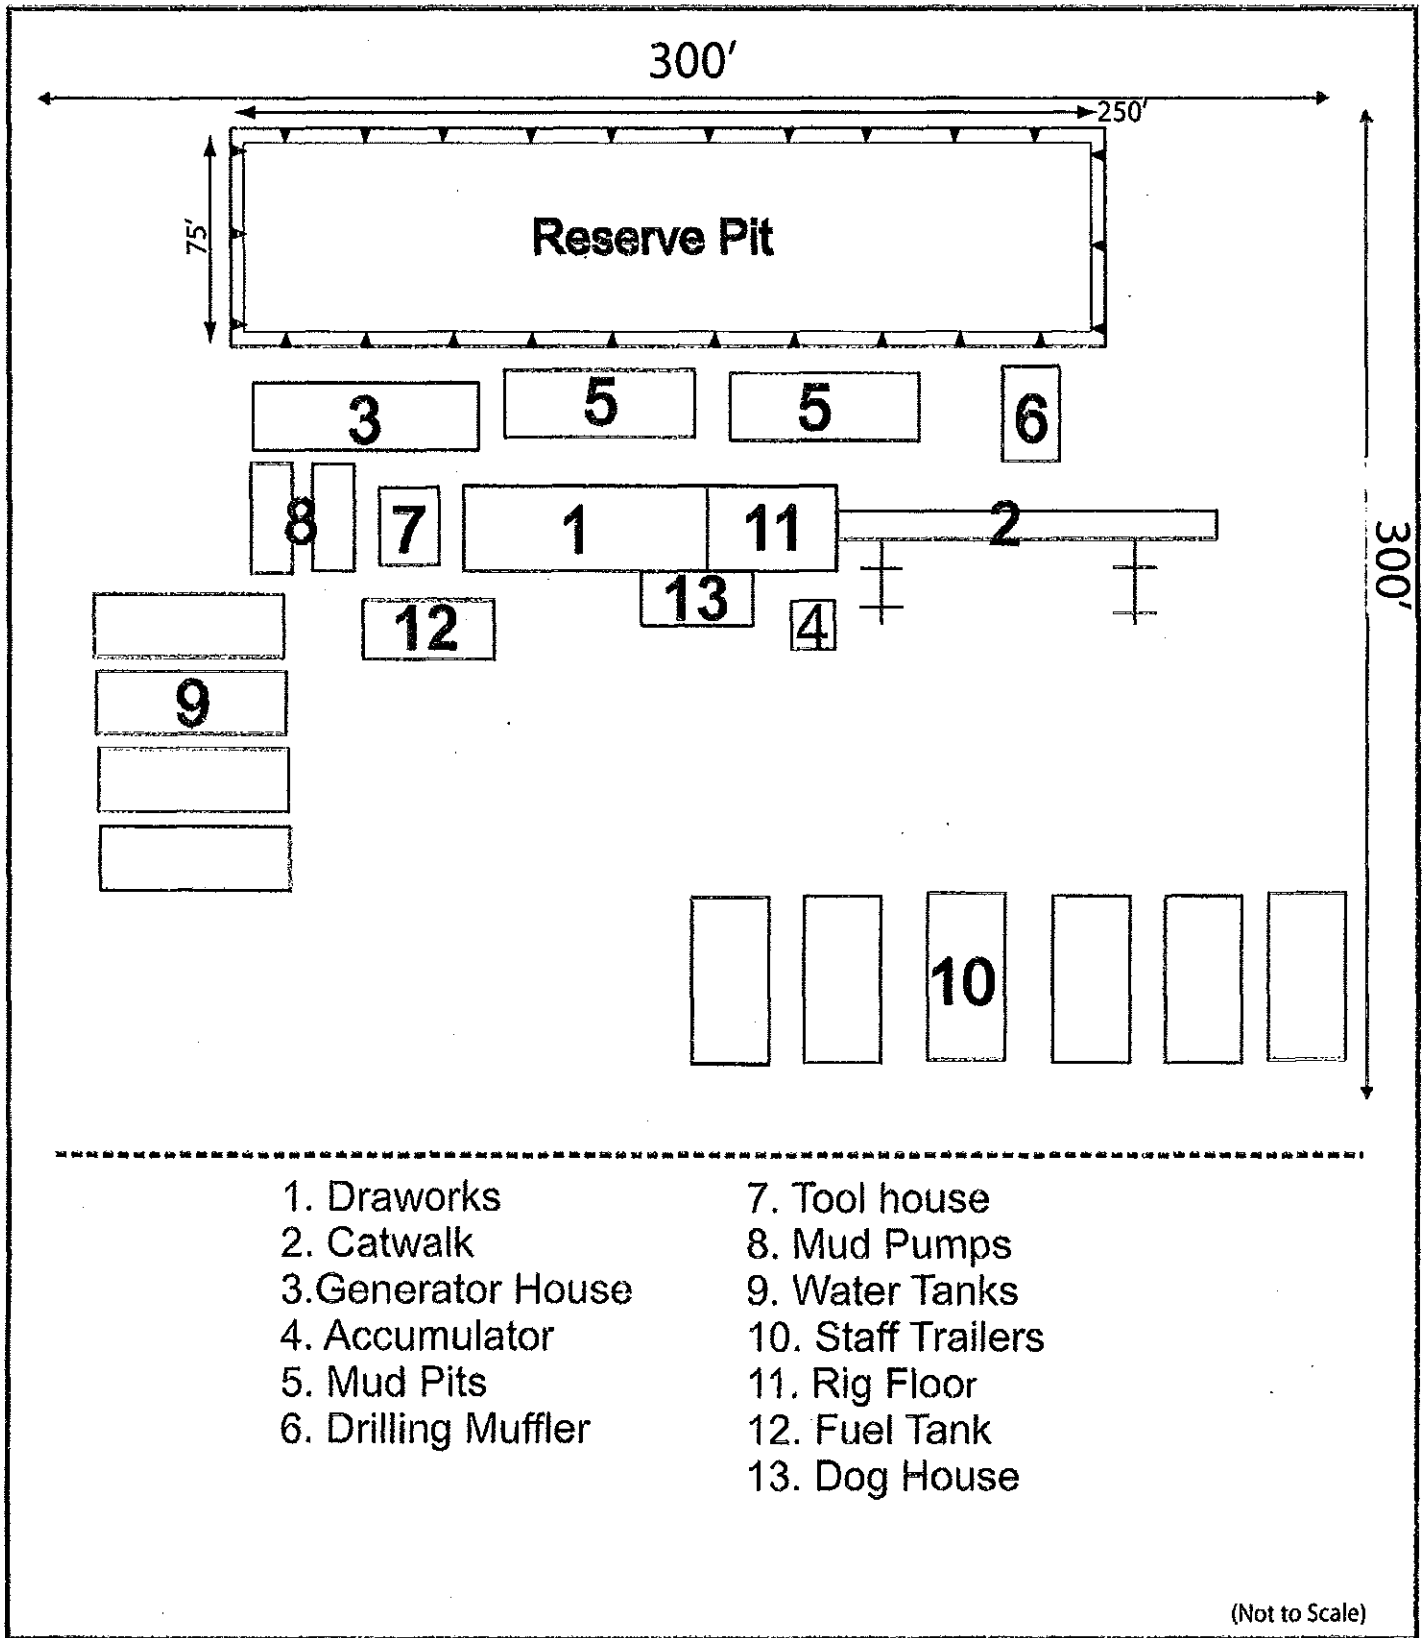 300'
250'
75'
Reserve Pit
300'
3
5
5
6
8
7
1
11
2
13
12
4
9
10
1. Draworks
2. Catwalk
3.Generator House
4. Accumulator
5. Mud Pits
6. Drilling Muffler
7. Tool house
8. Mud Pumps
9. Water Tanks
10. Staff Trailers
11. Rig Floor
12. Fuel Tank
13. Dog House
(Not to Scale)